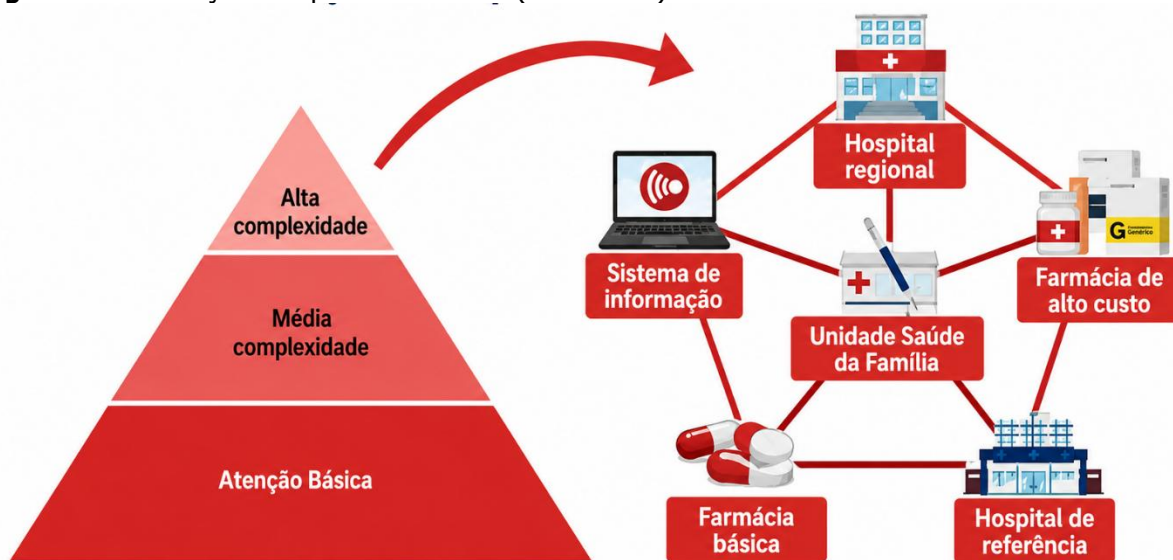 Alta
complexidade
Média
complexidade
Atenção Básica
Hospital
regional
Sistema de
informação
Farmácia de
alto custo
G
Genérico
Unidade Saúde
da Família
Farmácia
básica
Hospital de
referência